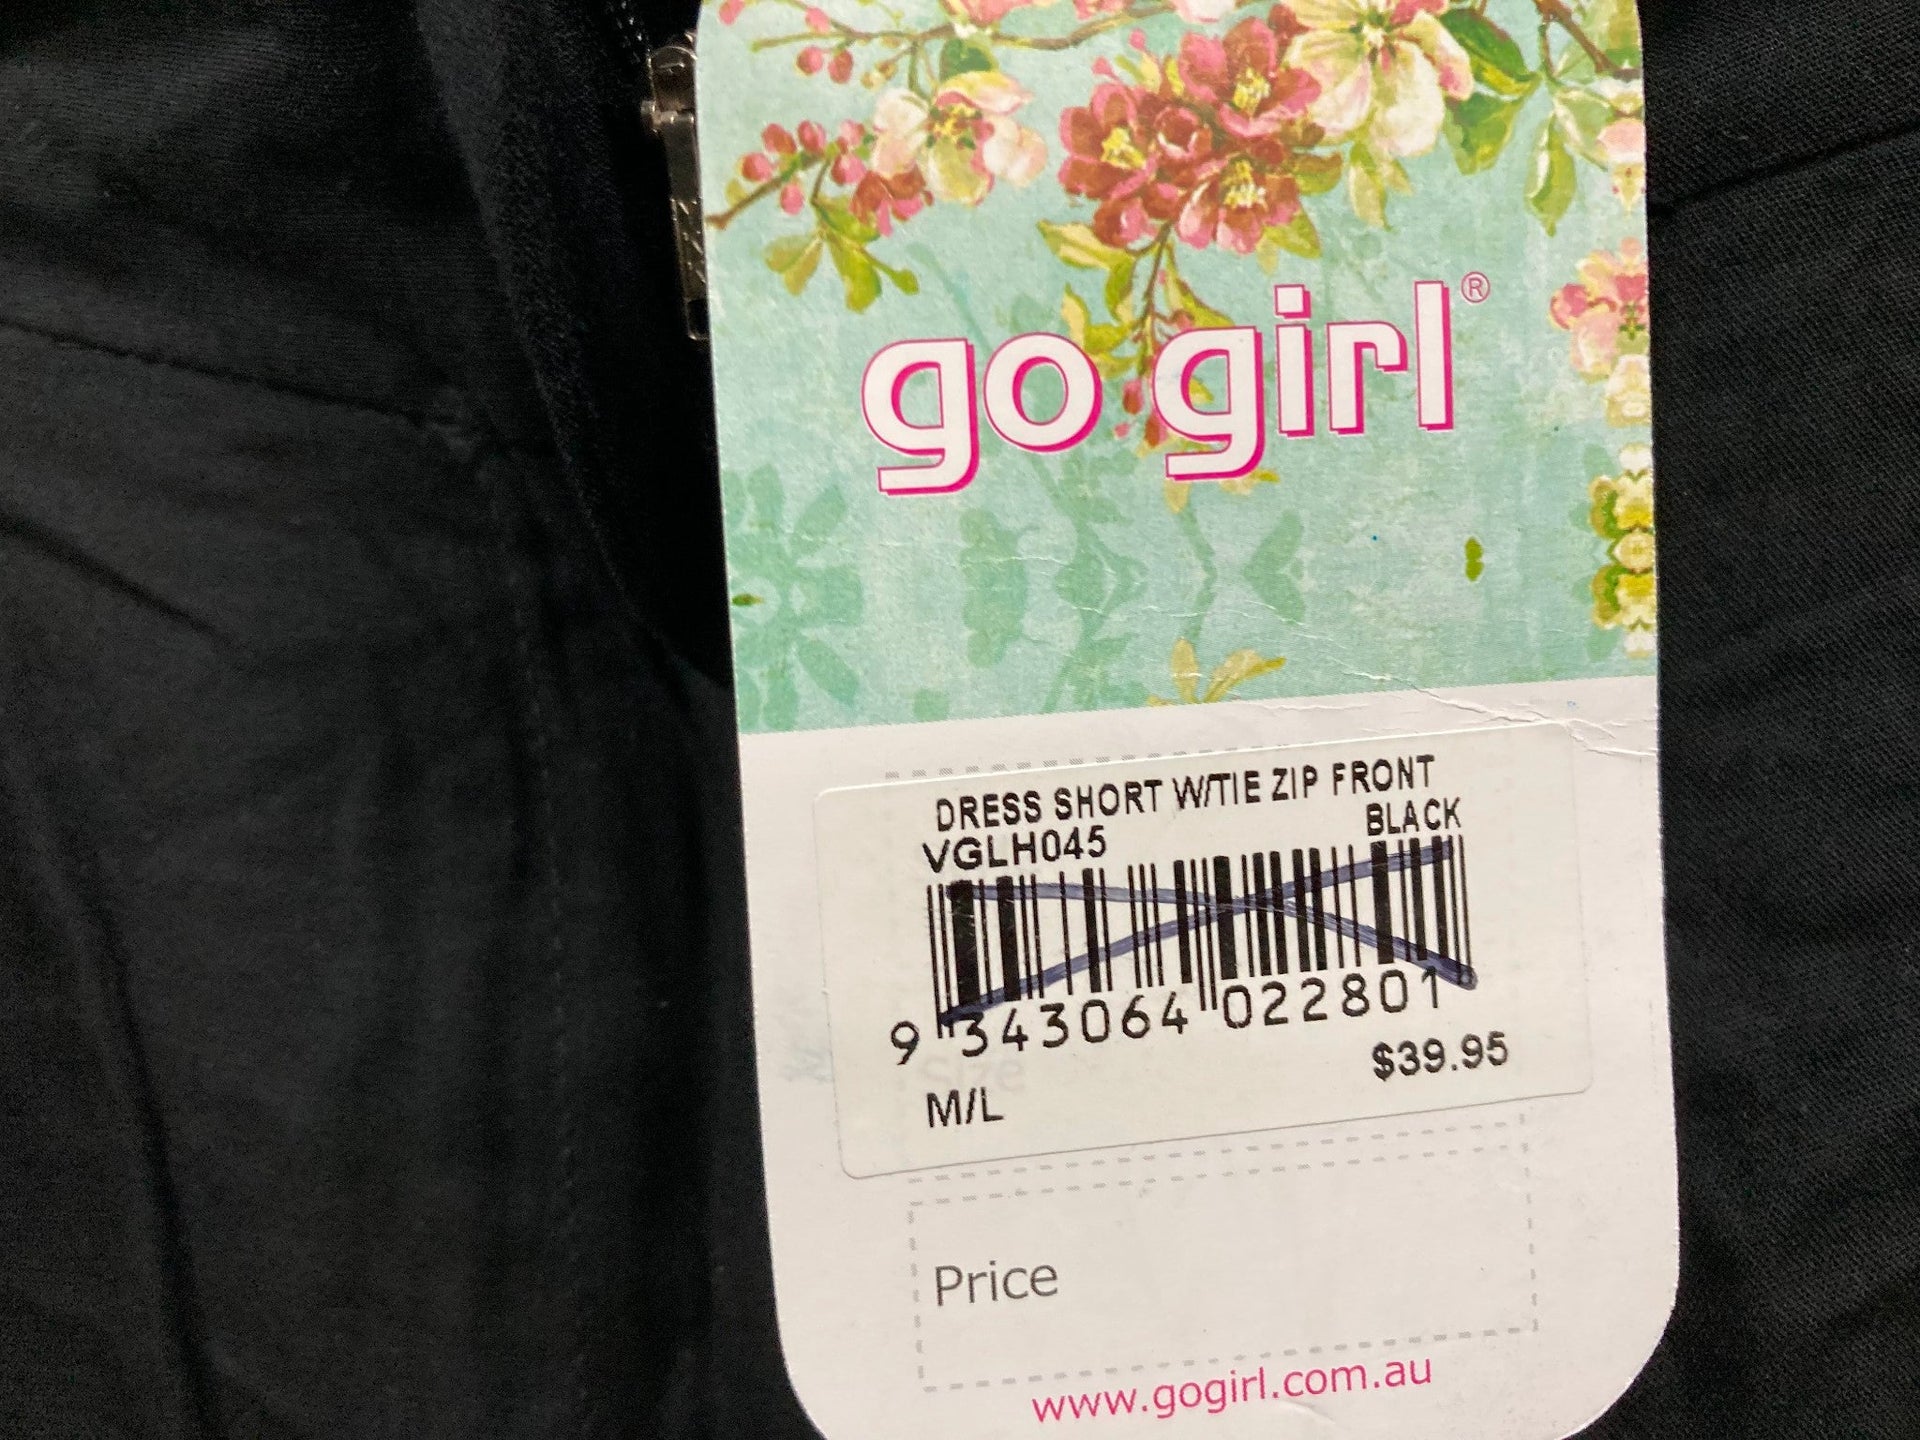 go girl®
DRESS SHORT W/TIE ZIP FRONT
VGLH045 BLACK
9 343064 022801
Size
$39.95
M/L
Price
www.gogirl.com.au